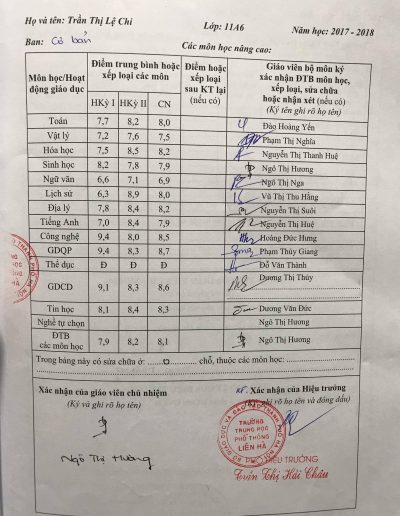 Họ và tên: Trần Thị Lệ Chi Lớp: 11A6 Năm học: 2017 - 2018
Ban: Cơ bản Các môn học nâng cao:
Môn học/Hoạt động giáo dục
Điểm trung bình hoặc xếp loại các môn
HKỳ I HKỳ II CN
Điểm hoặc xếp loại sau KT lại (nếu có)
Giáo viên bộ môn ký xác nhận ĐTB môn học, xếp loại, sửa chữa hoặc nhận xét (nếu có)
(Ký tên ghi rõ họ tên)
Toán 7,7 8,2 8,0 Đào Hoàng Yến
Vật lý 7,2 7,6 7,5 Phạm Thị Nghĩa
Hóa học 7,5 8,5 8,2 Nguyễn Thị Thanh Huệ
Sinh học 8,2 7,8 7,9 Ngô Thị Hương
Ngữ văn 6,6 7,1 6,9 Ngô Thị Nga
Lịch sử 6,3 8,9 8,0 Vũ Thị Thu Hằng
Địa lý 7,8 8,4 8,2 Nguyễn Thị Suôi
Tiếng Anh 7,0 8,4 7,9 Nguyễn Thị Huệ
Công nghệ 9,4 8,0 8,5 Hoàng Đức Hưng
GDQP 9,4 8,3 8,7 Phạm Thùy Giang
Thể dục Đ Đ Đ Đỗ Văn Thành
GDCD 9,1 8,3 8,6 Dương Thị Thủy
Tin học 8,1 8,4 8,3 Dương Văn Đức
Nghề tự chọn Ngô Thị Hương
ĐTB các môn học 7,9 8,2 8,1 Ngô Thị Hương
Trong bảng này có sửa chữa ở: 0 chỗ, thuộc các môn học:
Xác nhận của giáo viên chủ nhiệm
(Ký và ghi rõ họ tên)
Ngô Thị Hương
KT. Xác nhận của Hiệu trưởng
(Ký, ghi rõ họ tên và đóng dấu)
TRƯỜNG
TRUNG HỌC
PHỔ THÔNG
LIÊN HÀ
HIỆU TRƯỞNG
Trần Thị Hải Châu